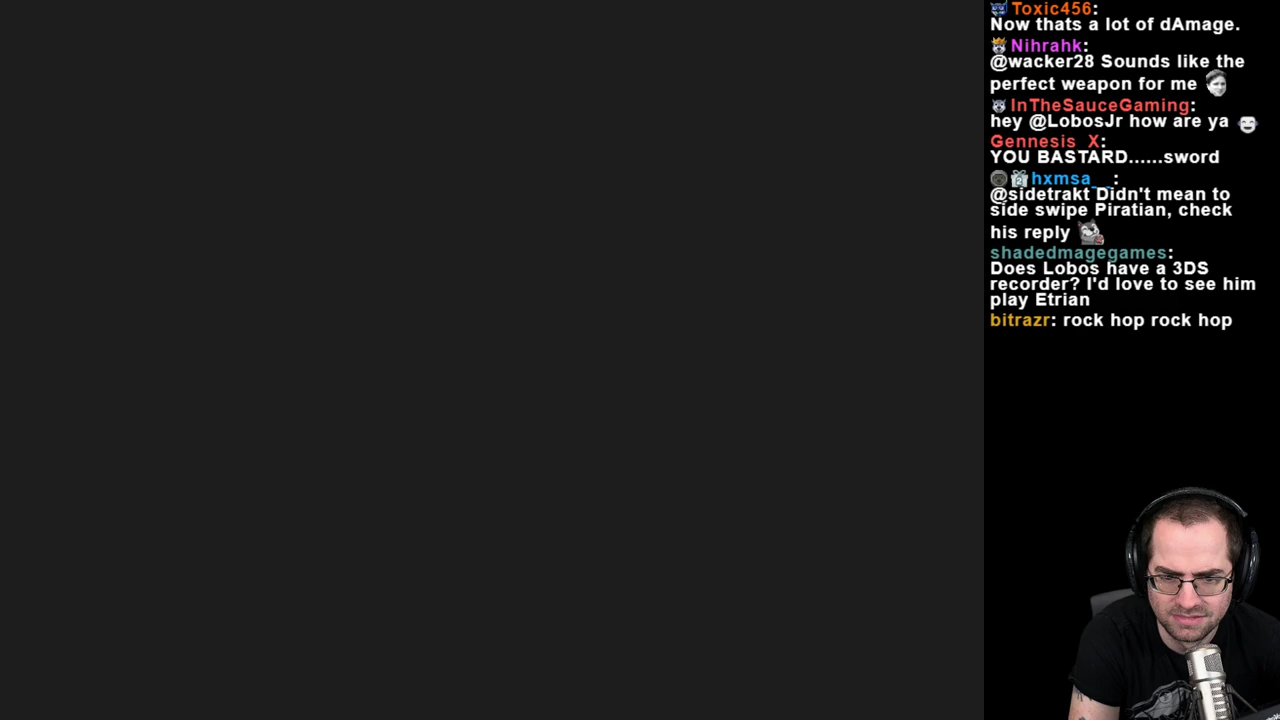 Toxic456:
Now thats a lot of dAmage.
Nihrahk:
@wacker28 Sounds like the
perfect weapon for me
InTheSauceGaming:
hey @LobosJr how are ya
Gennesis_X:
YOU BASTARD......sword
hxmsa__:
@sidetrakt Didn't mean to
side swipe Piratian, check
his reply
shadedmagegames:
Does Lobos have a 3DS
recorder? I'd love to see him
play Etrian
bitrazr: rock hop rock hop